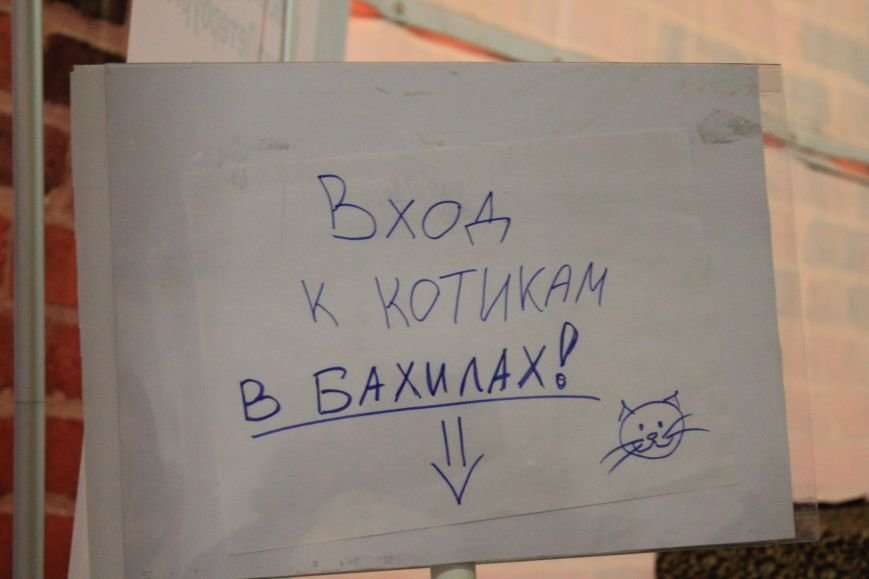 Вход
к котикам
в бахилах!